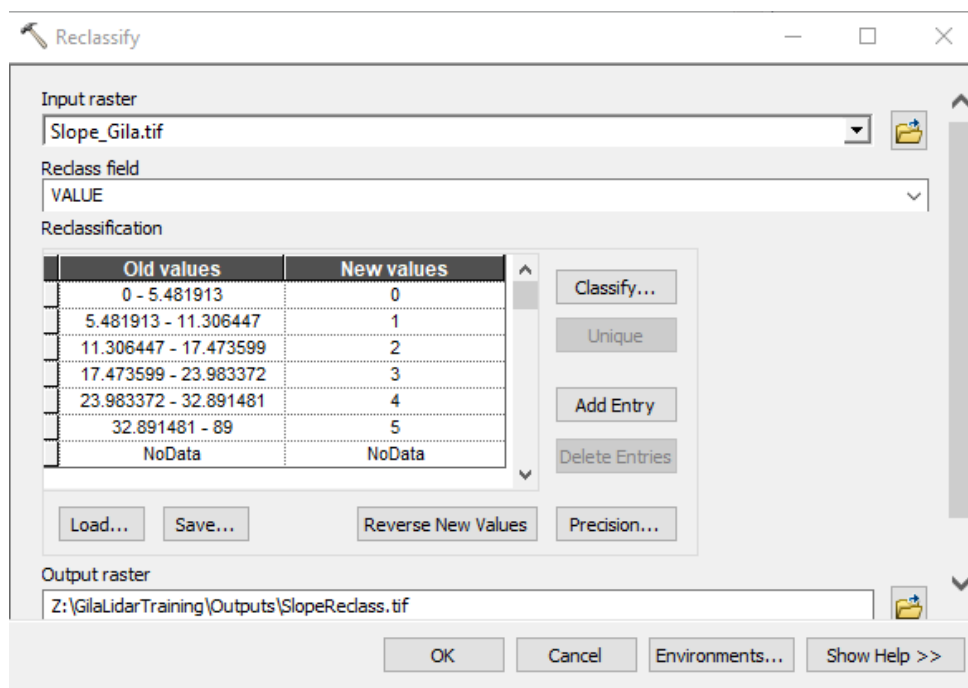 Reclassify
Input raster
Slope_Gila.tif
Reclass field
VALUE
Reclassification
Old values New values
0 - 5.481913 0
5.481913 - 11.306447 1
11.306447 - 17.473599 2
17.473599 - 23.983372 3
23.983372 - 32.891481 4
32.891481 - 89 5
NoData NoData
Classify...
Unique
Add Entry
Delete Entries
Load... Save... Reverse New Values Precision...
Output raster
Z:\GilaLidarTraining\Outputs\SlopeReclass.tif
OK Cancel Environments... Show Help >>